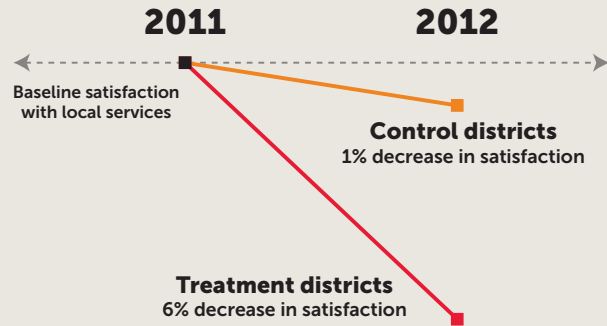 2011
2012
Baseline satisfaction
with local services
Control districts
1% decrease in satisfaction
Treatment districts
6% decrease in satisfaction